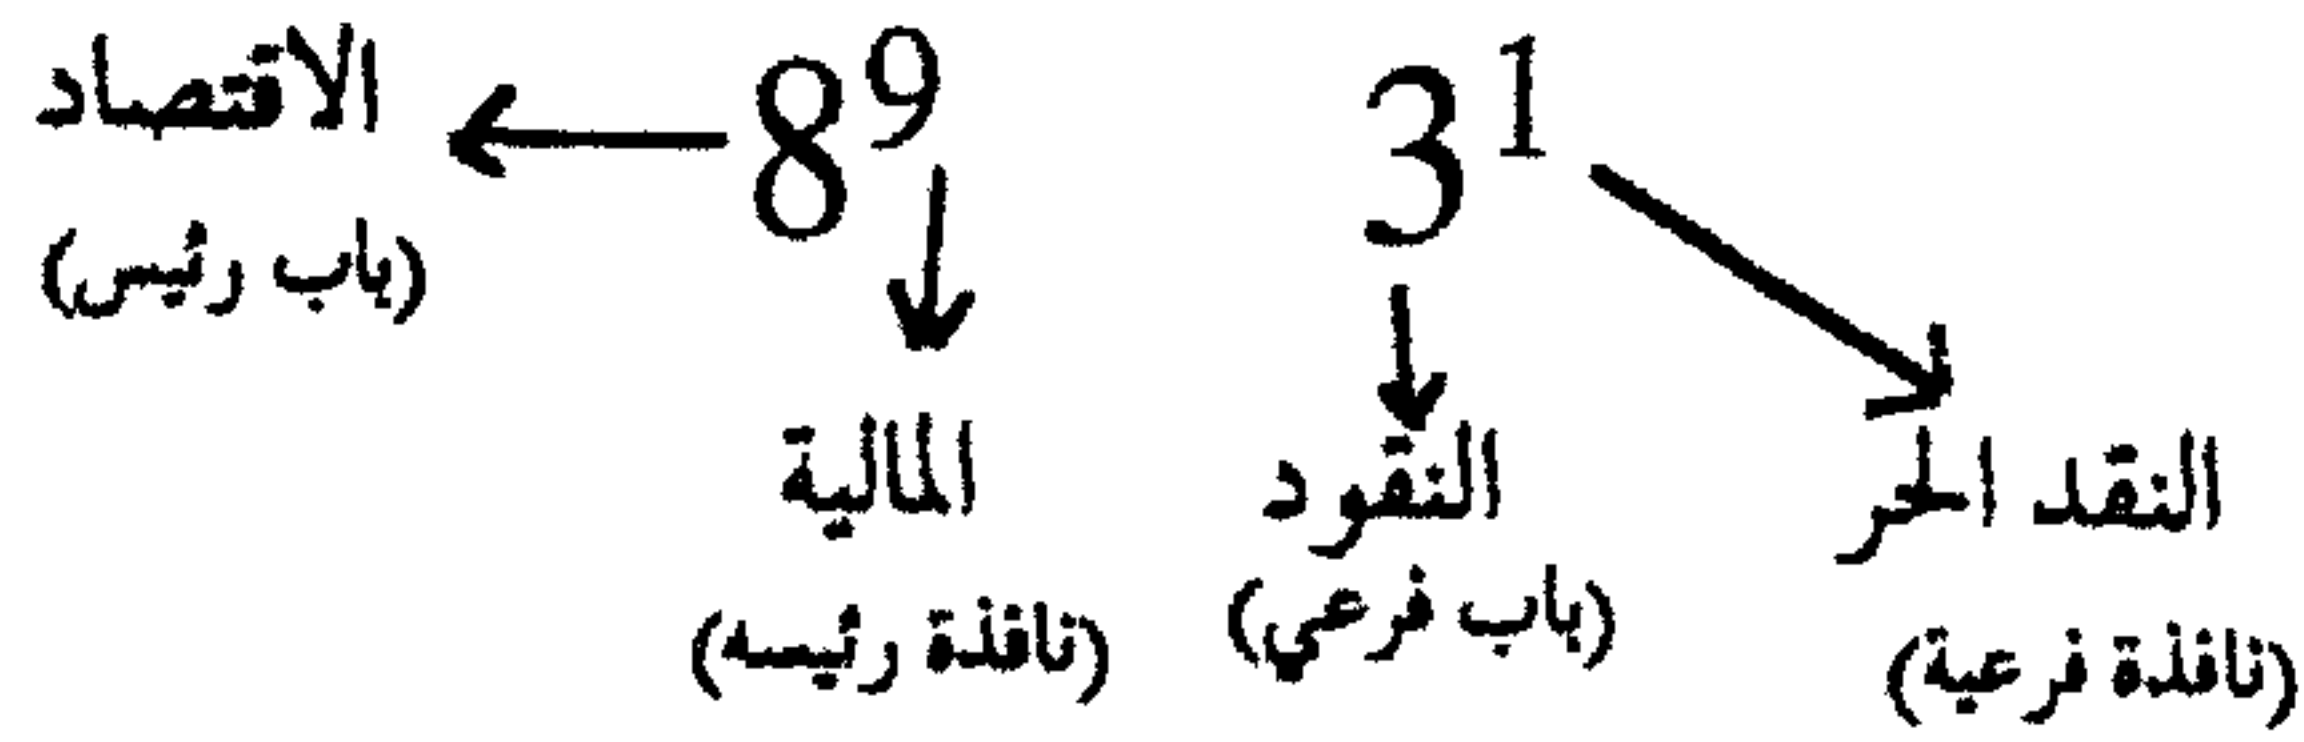 الاقتصاد
(باب رئيس)
8⁹
3¹
المالية
(نافذة رئيسه)
النقود
(باب فرعي)
النقد الحر
(نافذة فرعية)